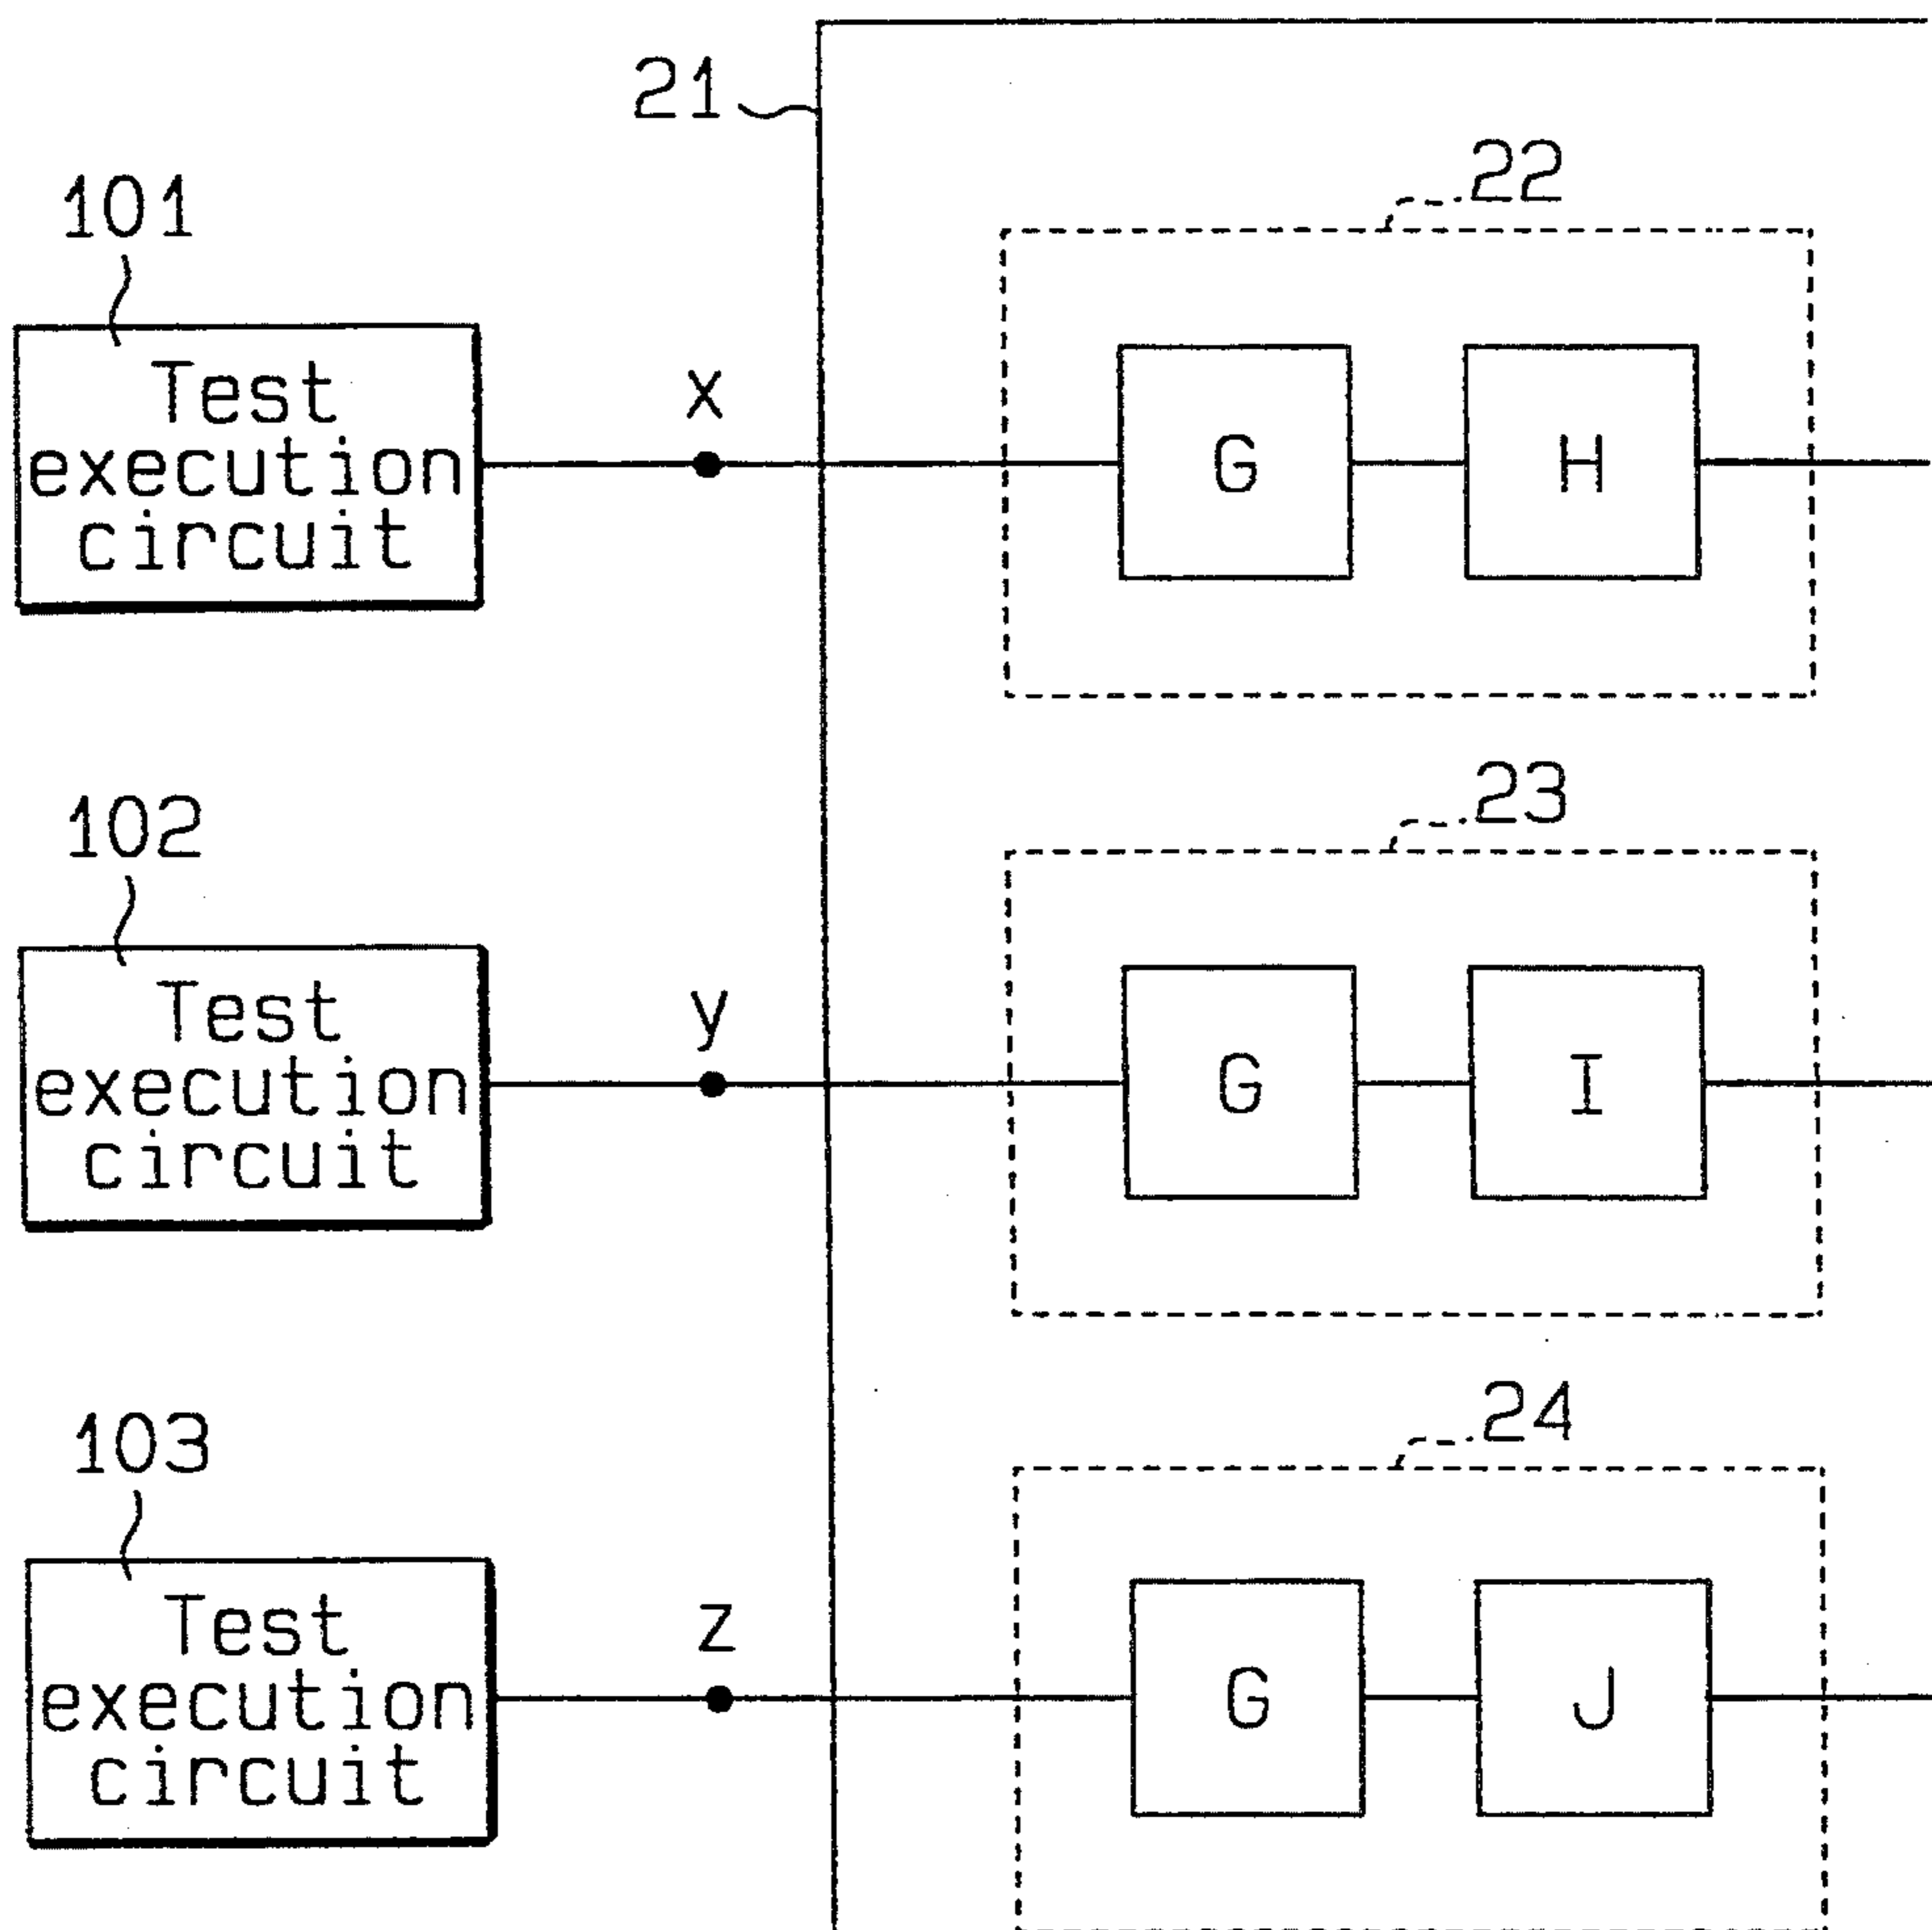 21
22
101
Test
execution
circuit
x
G
H
23
102
Test
execution
circuit
y
G
I
24
103
Test
execution
circuit
z
G
J